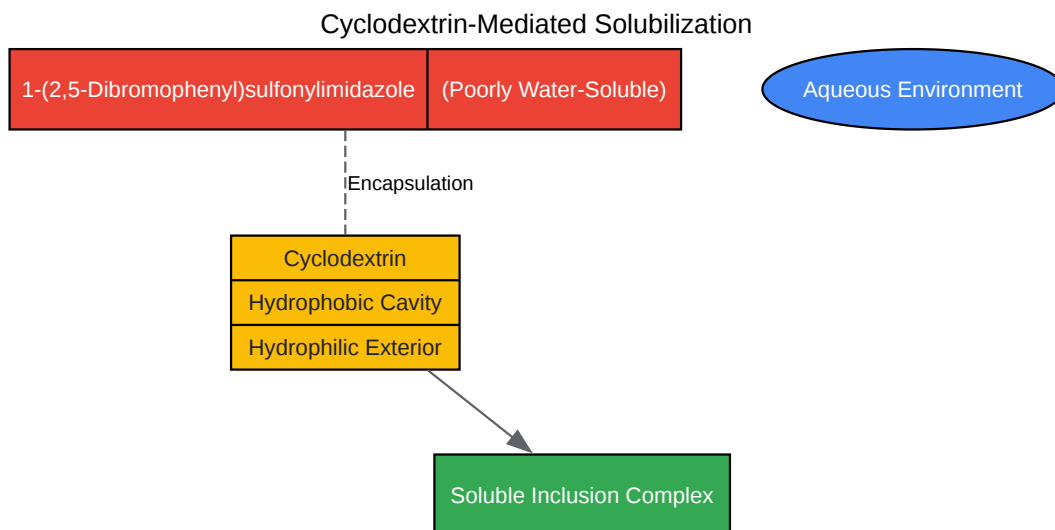 Cyclodextrin-Mediated Solubilization
1-(2,5-Dibromophenyl)sulfonylimidazole
(Poorly Water-Soluble)
Aqueous Environment
Encapsulation
Cyclodextrin
Hydrophobic Cavity
Hydrophilic Exterior
Soluble Inclusion Complex